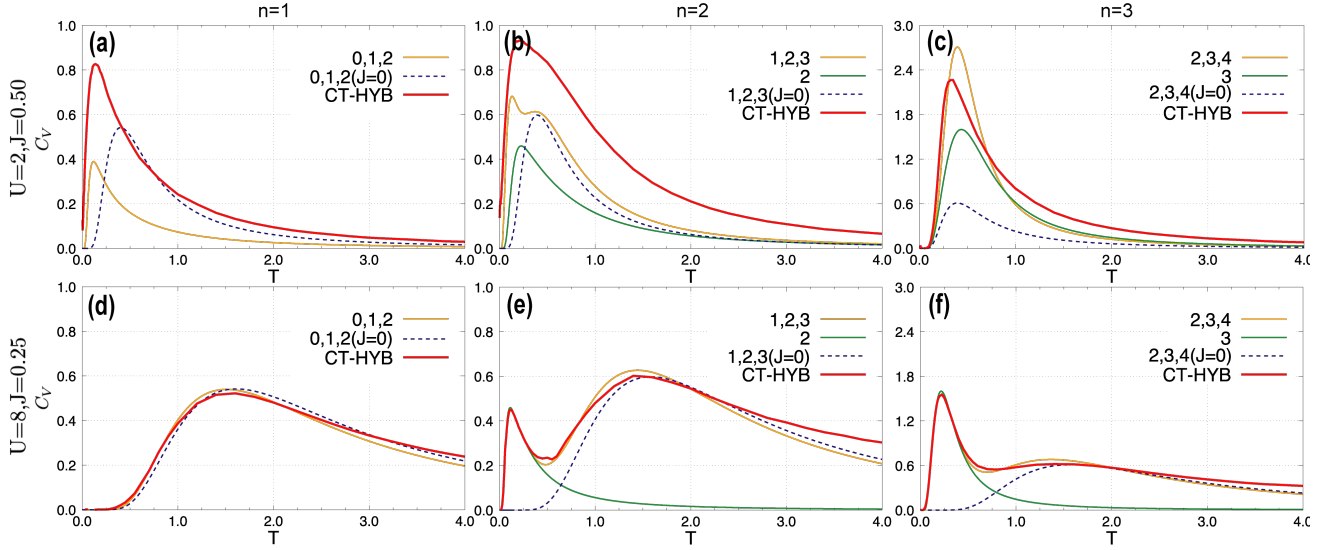 n=1
n=2
n=3
U=2,J=0.50
C_V
(a)
0,1,2
0,1,2(J=0)
CT-HYB
1.0
0.8
0.6
0.4
0.2
0.0
0.0 1.0 2.0 3.0 4.0
T
(b)
1,2,3
2
1,2,3(J=0)
CT-HYB
1.0
0.8
0.6
0.4
0.2
0.0
0.0 1.0 2.0 3.0 4.0
T
(c)
2,3,4
3
2,3,4(J=0)
CT-HYB
3.0
2.4
1.8
1.2
0.6
0.0
0.0 1.0 2.0 3.0 4.0
T
U=8,J=0.25
C_V
(d)
0,1,2
0,1,2(J=0)
CT-HYB
1.0
0.8
0.6
0.4
0.2
0.0
0.0 1.0 2.0 3.0 4.0
T
(e)
1,2,3
2
1,2,3(J=0)
CT-HYB
1.0
0.8
0.6
0.4
0.2
0.0
0.0 1.0 2.0 3.0 4.0
T
(f)
2,3,4
3
2,3,4(J=0)
CT-HYB
3.0
2.4
1.8
1.2
0.6
0.0
0.0 1.0 2.0 3.0 4.0
T